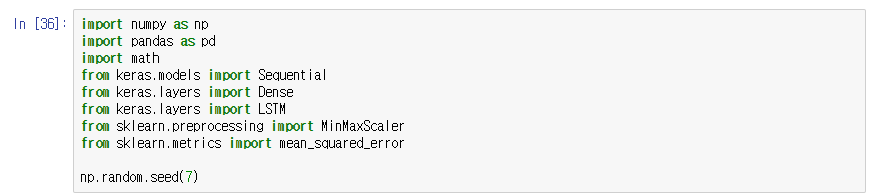 In [36]:
import numpy as np
import pandas as pd
import math
from keras.models import Sequential
from keras.layers import Dense
from keras.layers import LSTM
from sklearn.preprocessing import MinMaxScaler
from sklearn.metrics import mean_squared_error
np.random.seed(7)